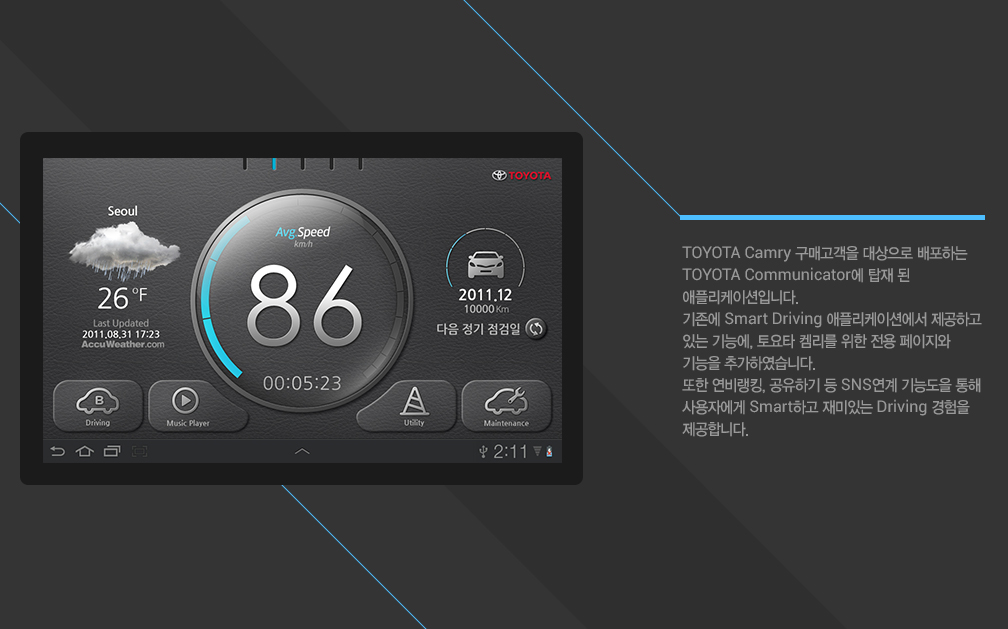 TOYOTA
Seoul
26 °F
Last Updated
2011.08.31 17:23
AccuWeather.com
Avg Speed
km/h
86
00:05:23
2011.12
10000 Km
다음 정기 점검일
B
Driving
Music Player
Utility
Maintenance
2:11
TOYOTA Camry 구매고객을 대상으로 배포하는
TOYOTA Communicator에 탑재 된
애플리케이션입니다.
기존에 Smart Driving 애플리케이션에서 제공하고
있는 기능에, 토요타 켐리를 위한 전용 페이지와
기능을 추가하였습니다.
또한 연비랭킹, 공유하기 등 SNS연계 기능도을 통해
사용자에게 Smart하고 재미있는 Driving 경험을
제공합니다.